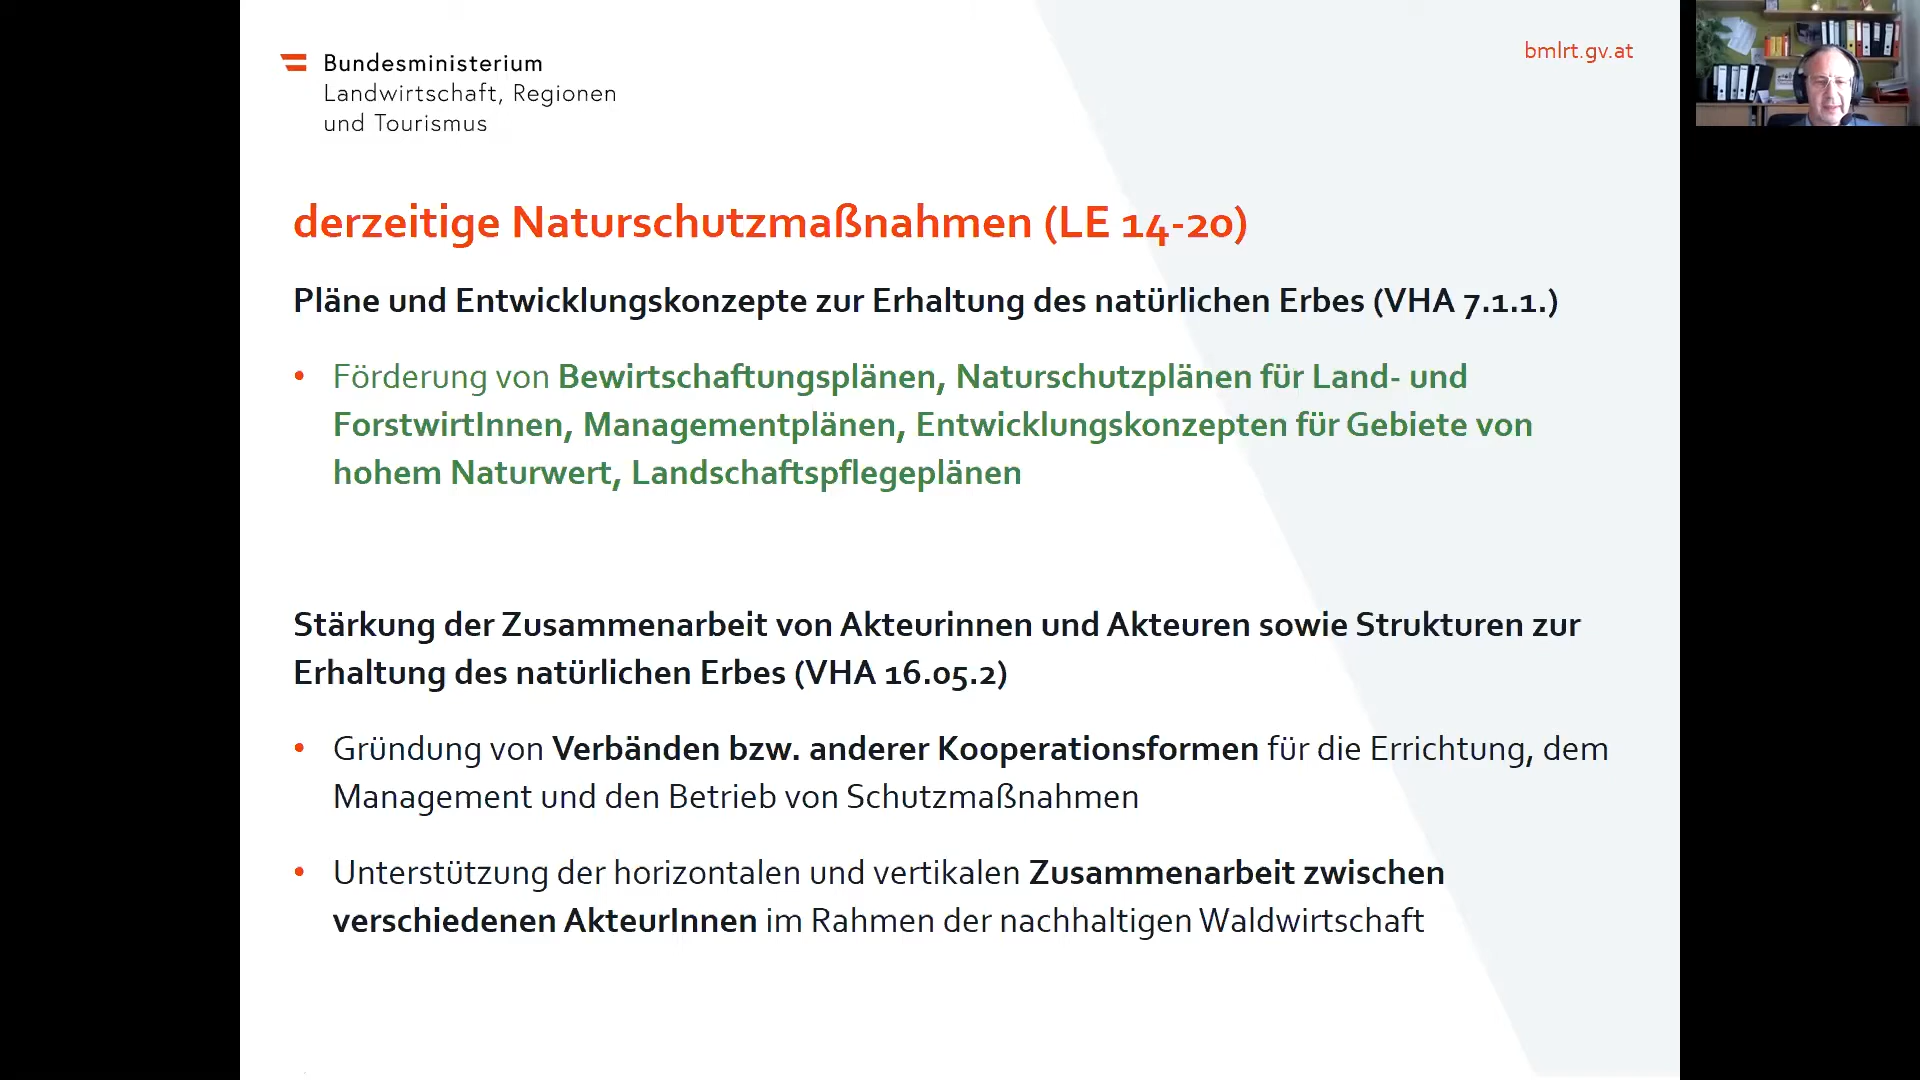 Bundesministerium
Landwirtschaft, Regionen
und Tourismus
bmlrt.gv.at
derzeitige Naturschutzmaßnahmen (LE 14-20)
Pläne und Entwicklungskonzepte zur Erhaltung des natürlichen Erbes (VHA 7.1.1.)
• Förderung von Bewirtschaftungsplänen, Naturschutzplänen für Land- und
ForstwirtInnen, Managementplänen, Entwicklungskonzepten für Gebiete von
hohem Naturwert, Landschaftspflegeplänen
Stärkung der Zusammenarbeit von Akteurinnen und Akteuren sowie Strukturen zur
Erhaltung des natürlichen Erbes (VHA 16.05.2)
• Gründung von Verbänden bzw. anderer Kooperationsformen für die Errichtung, dem
Management und den Betrieb von Schutzmaßnahmen
• Unterstützung der horizontalen und vertikalen Zusammenarbeit zwischen
verschiedenen AkteurInnen im Rahmen der nachhaltigen Waldwirtschaft